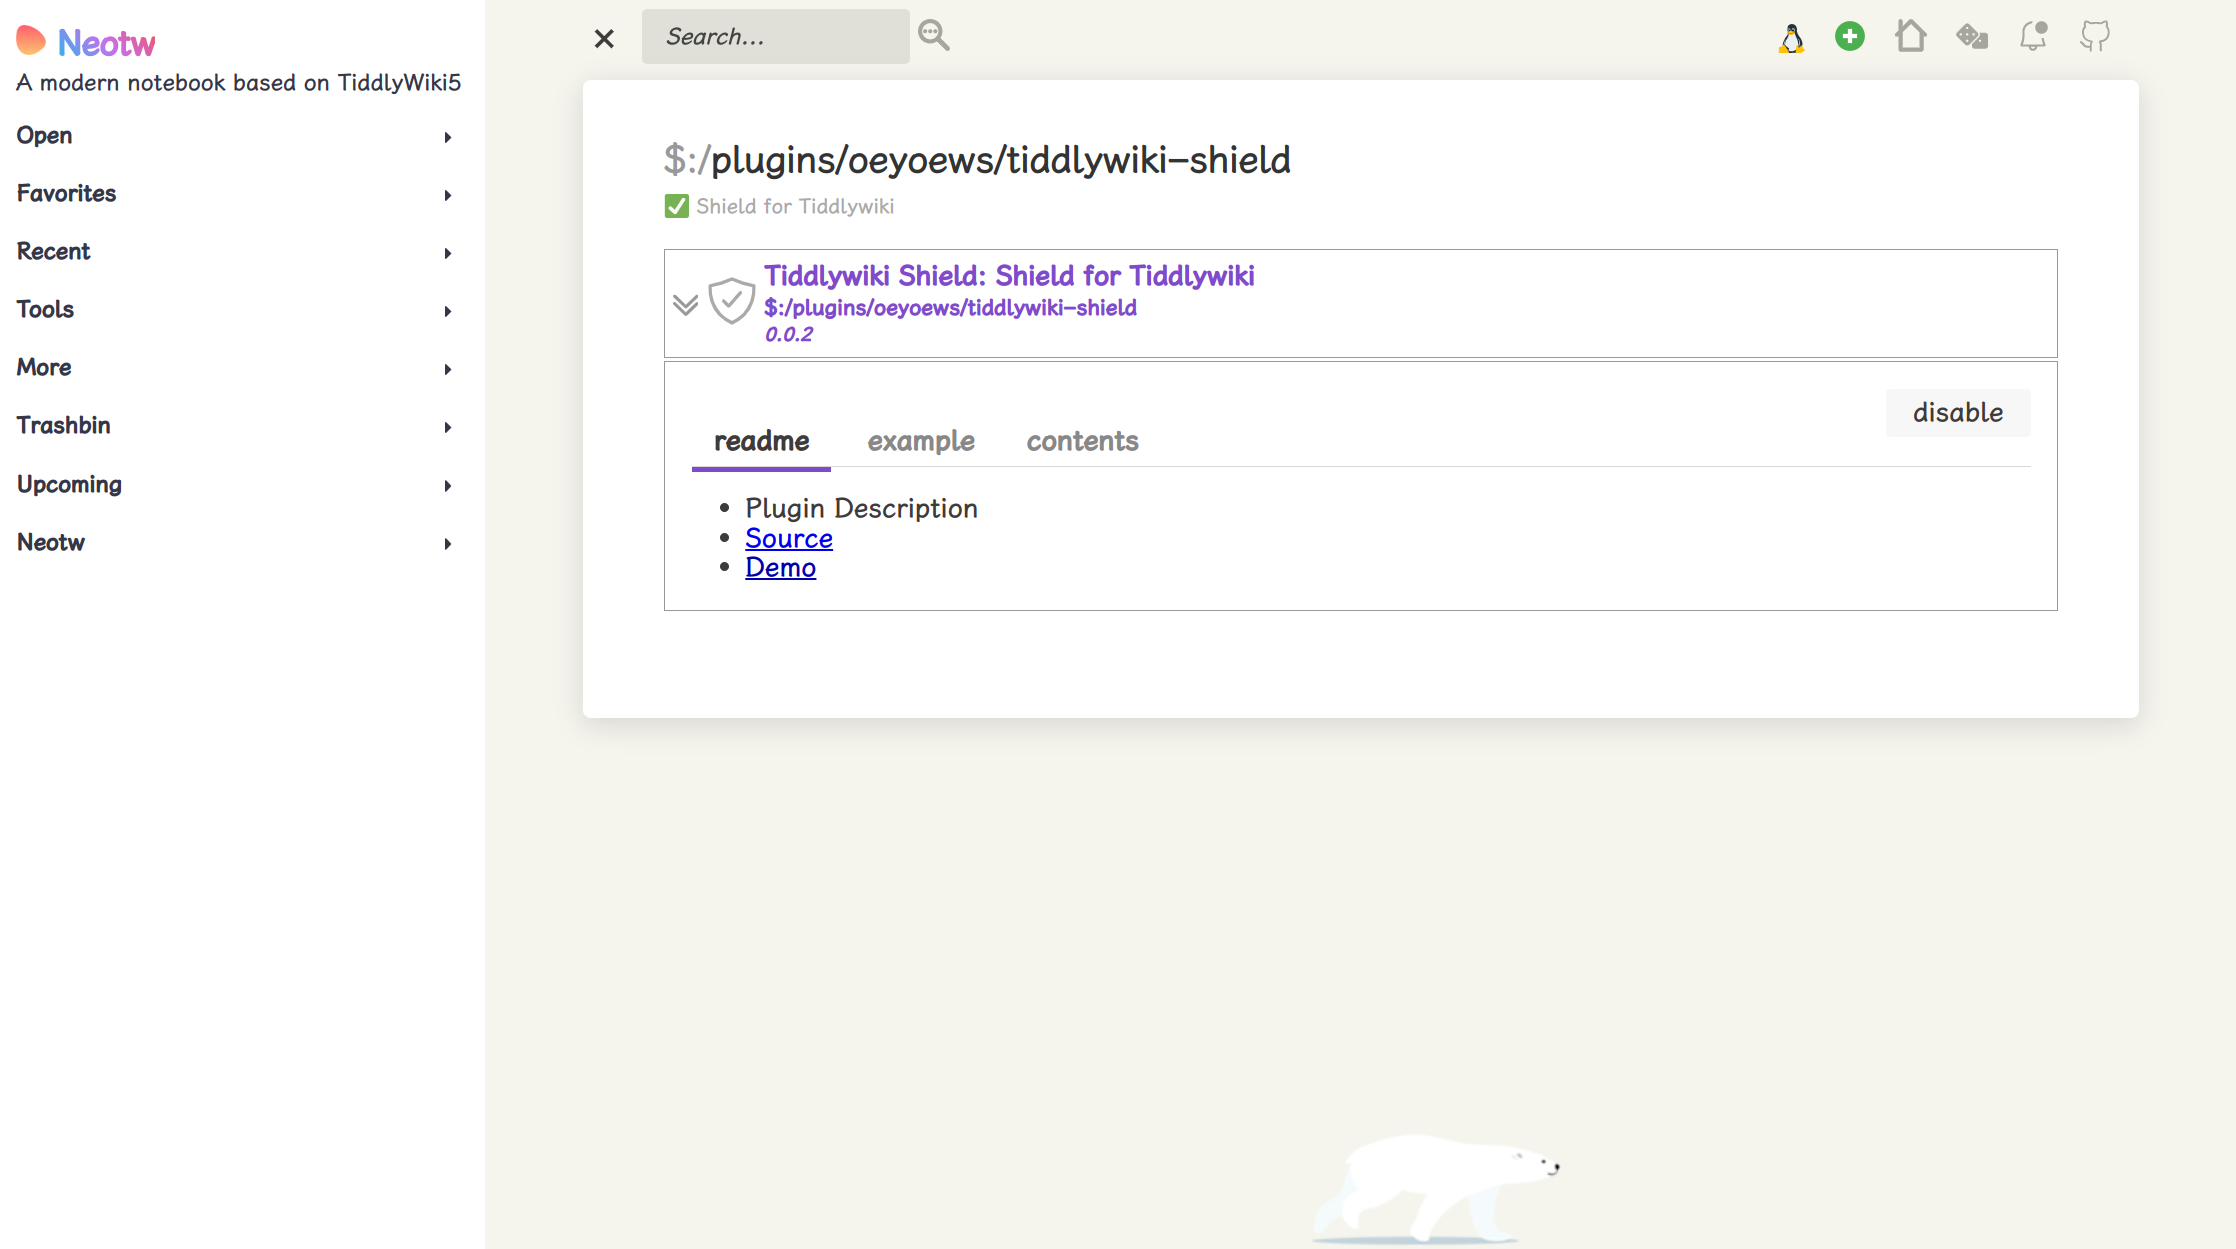 Neotw
A modern notebook based on TiddlyWiki5
Open
Favorites
Recent
Tools
More
Trashbin
Upcoming
Neotw
Search...
$:/plugins/oeyoews/tiddlywiki-shield
Shield for Tiddlywiki
Tiddlywiki Shield: Shield for Tiddlywiki
$:/plugins/oeyoews/tiddlywiki-shield
0.0.2
disable
readme example contents
Plugin Description
Source
Demo